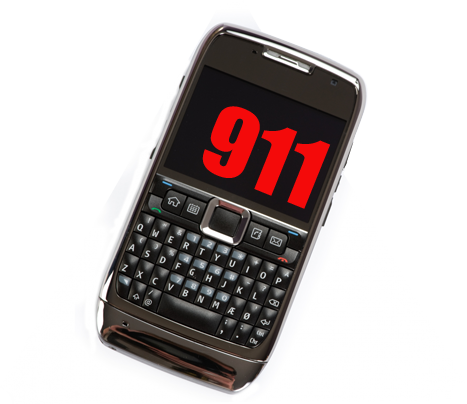 911
Q W E R T Y U I O P
A S D F G H J K L
Z X C V B N M Æ Ø